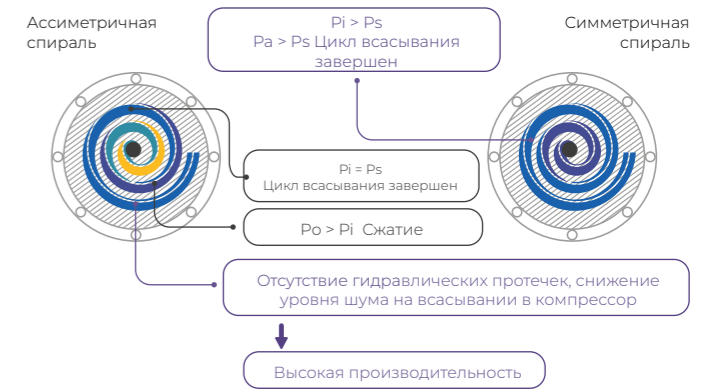 Ассиметричная
спираль
Pi > Ps
Pa > Ps Цикл всасывания
завершен
Симметричная
спираль
Pi = Ps
Цикл всасывания завершен
Po > Pi Сжатие
Отсутствие гидравлических протечек, снижение
уровня шума на всасывании в компрессор
Высокая производительность